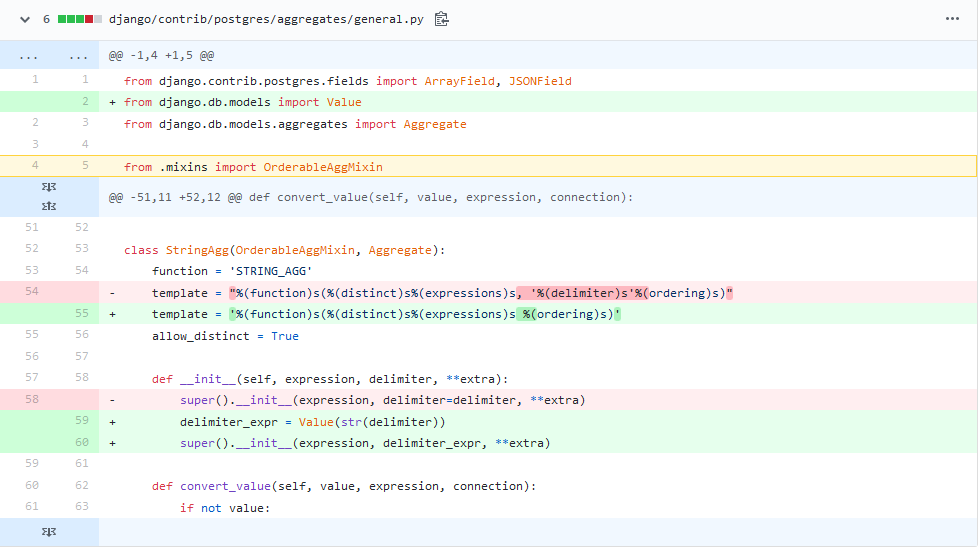 6 django/contrib/postgres/aggregates/general.py
... ... @@ -1,4 +1,5 @@
1 1 from django.contrib.postgres.fields import ArrayField, JSONField
2 + from django.db.models import Value
2 3 from django.db.models.aggregates import Aggregate
3 4
4 5 from .mixins import OrderableAggMixin
@@ -51,11 +52,12 @@ def convert_value(self, value, expression, connection):
51 52
52 53 class StringAgg(OrderableAggMixin, Aggregate):
53 54 function = 'STRING_AGG'
54 - template = "%(function)s(%(distinct)s%(expressions)s, '%(delimiter)s'%(ordering)s)"
55 + template = '%(function)s(%(distinct)s%(expressions)s %(ordering)s)'
55 56 allow_distinct = True
56 57
57 58 def __init__(self, expression, delimiter, **extra):
58 - super().__init__(expression, delimiter=delimiter, **extra)
59 + delimiter_expr = Value(str(delimiter))
60 + super().__init__(expression, delimiter_expr, **extra)
59 61
60 62 def convert_value(self, value, expression, connection):
61 63 if not value: